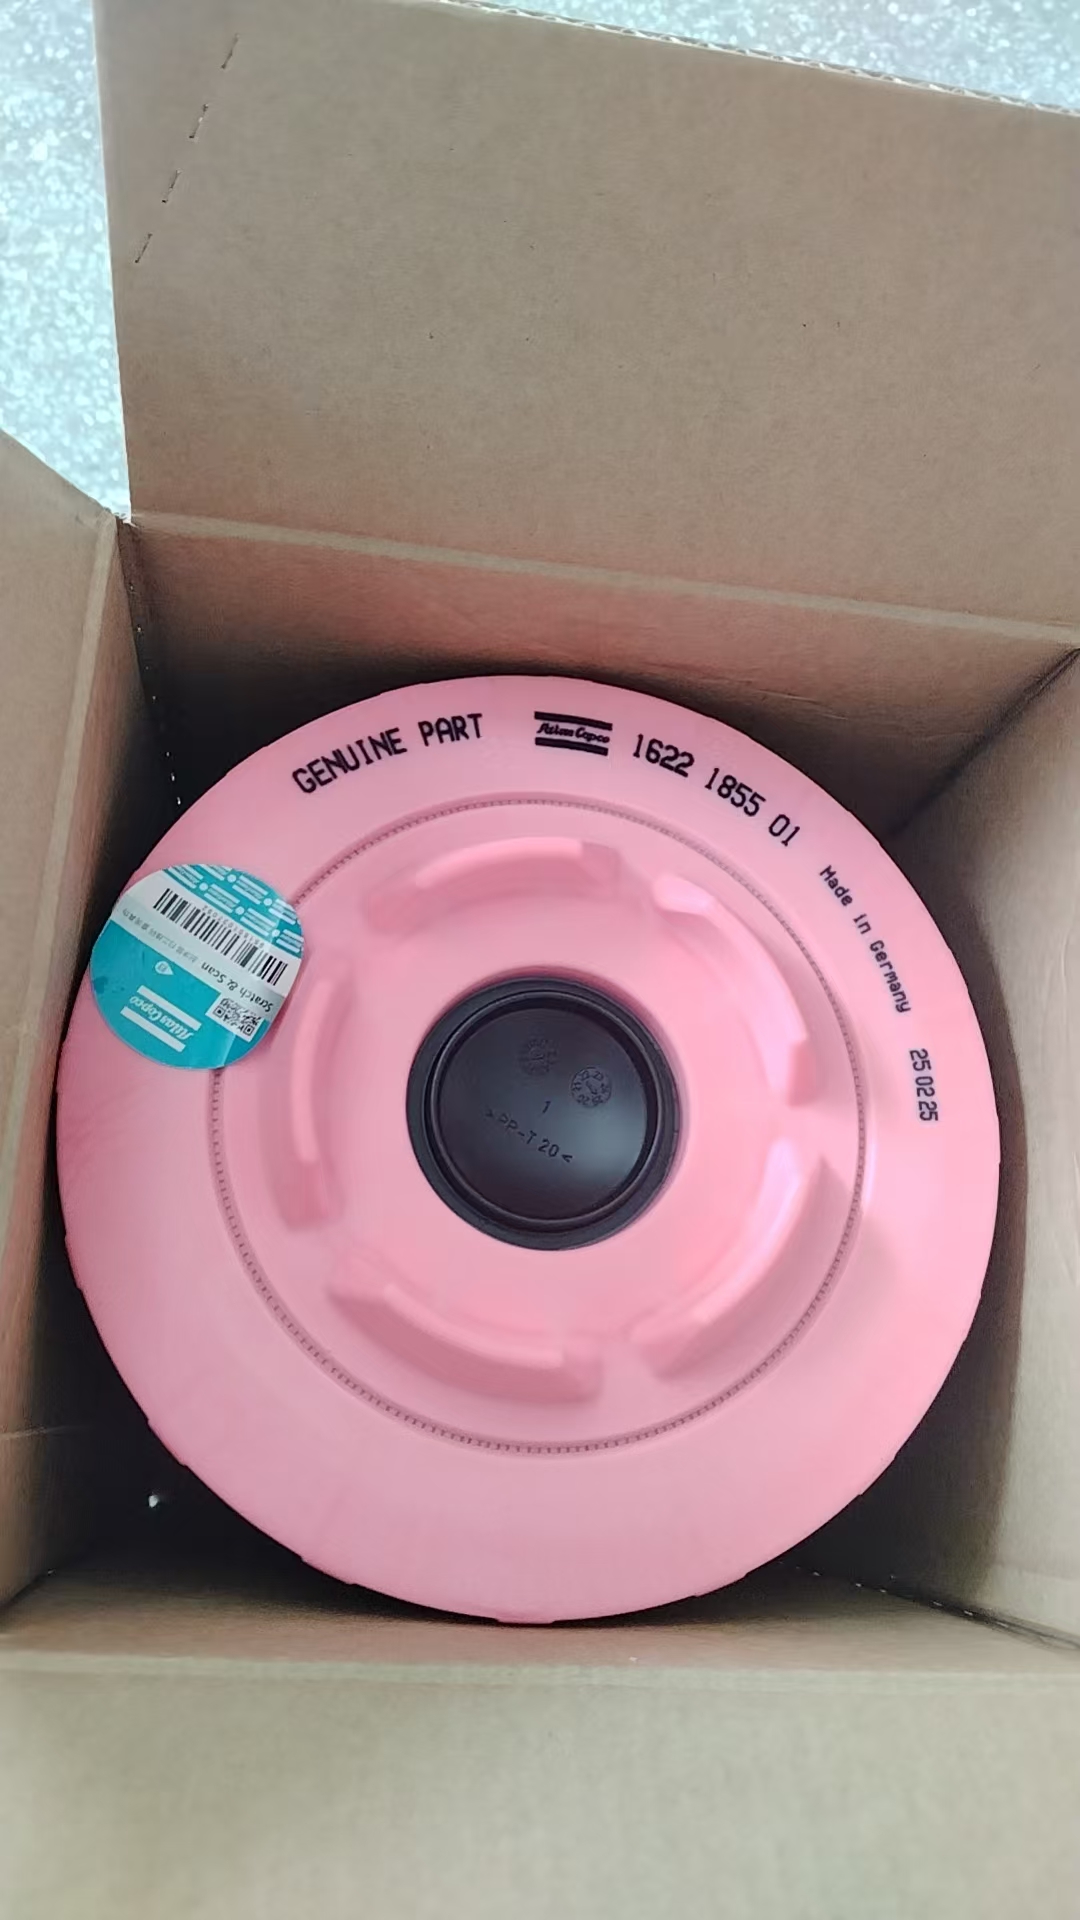 GENUINE PART Atlas Copco 1622 1855 01
Made in Germany 25 02 25
Scratch & Scan
Atlas Copco
1
>PP-T20<